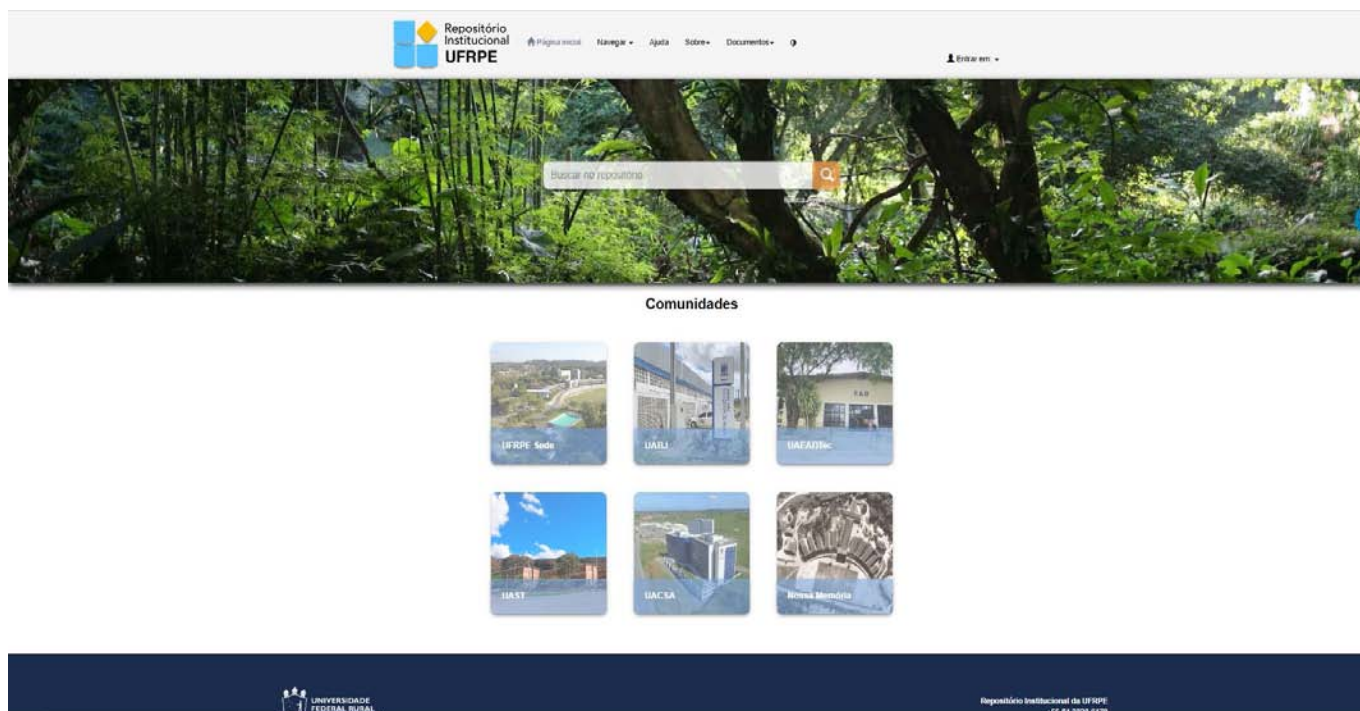 Repositório
Institucional
UFRPE
Página inicial Navegar Ajuda Sobre Documentos
Entrar em
Buscar no repositório
Comunidades
UFRPE Sede
UABJ
UAEADTec
UAST
UACSA
Nossa Memória
UNIVERSIDADE
FEDERAL RURAL
Repositório Institucional da UFRPE